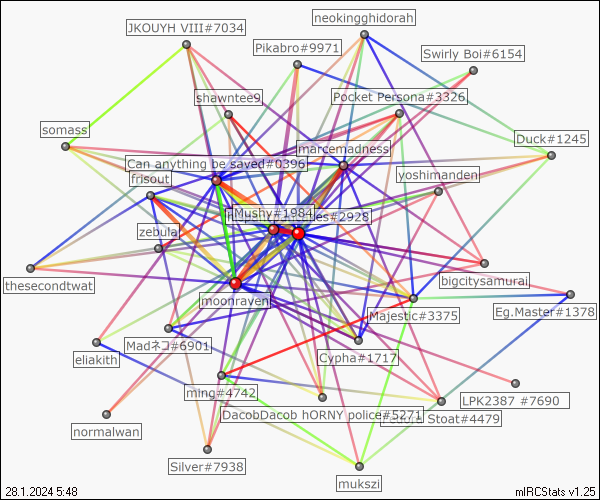 neokingghidorah
JKOUYH VIII#7034
Pikabro#9971
Swirly Boi#6154
shawntee9
Pocket Persona#3326
somass
Duck#1245
marcemadness
Can anything be saved#0396
frisout
yoshimanden
Mushy#1984
les#2928
zebula
thesecondtwat
bigcitysamurai
moonraven
Majestic#3375
Eg.Master#1378
Madネコ#6901
eliakith
Cypha#1717
ming#4742
LPK2387 #7690
DacobDacob hORNY police#5271
Stoat#4479
normalwan
Silver#7938
mukszi
28.1.2024 5:48
mIRCStats v1.25